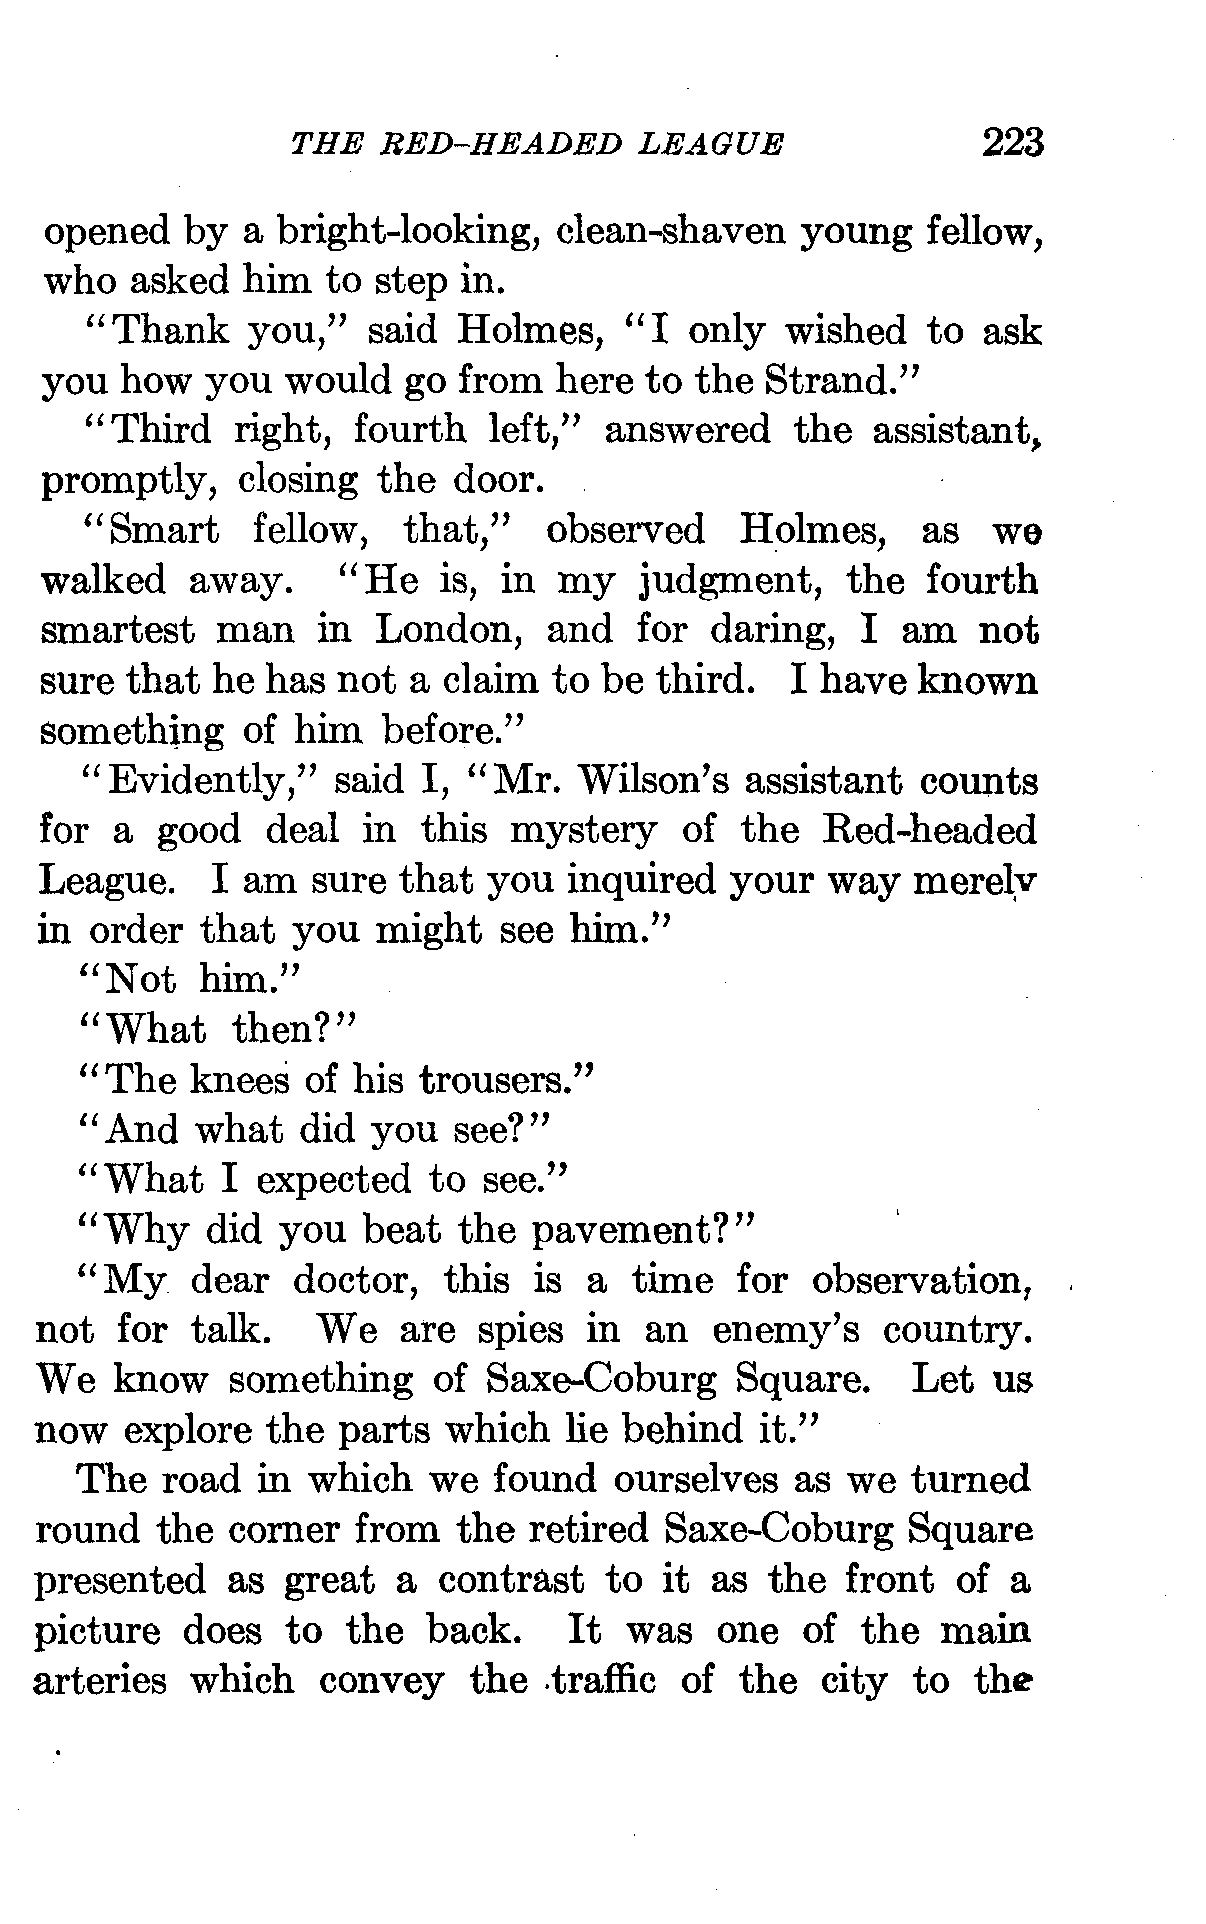 THE RED-HEADED LEAGUE 223
opened by a bright-looking, clean-shaven young fellow,
who asked him to step in.
"Thank you," said Holmes, "I only wished to ask
you how you would go from here to the Strand."
"Third right, fourth left," answered the assistant,
promptly, closing the door.
"Smart fellow, that," observed Holmes, as we
walked away. "He is, in my judgment, the fourth
smartest man in London, and for daring, I am not
sure that he has not a claim to be third. I have known
something of him before."
"Evidently," said I, "Mr. Wilson's assistant counts
for a good deal in this mystery of the Red-headed
League. I am sure that you inquired your way merely
in order that you might see him."
"Not him."
"What then?"
"The knees of his trousers."
"And what did you see?"
"What I expected to see."
"Why did you beat the pavement?"
"My dear doctor, this is a time for observation,
not for talk. We are spies in an enemy's country.
We know something of Saxe-Coburg Square. Let us
now explore the parts which lie behind it."
The road in which we found ourselves as we turned
round the corner from the retired Saxe-Coburg Square
presented as great a contrast to it as the front of a
picture does to the back. It was one of the main
arteries which convey the traffic of the city to the